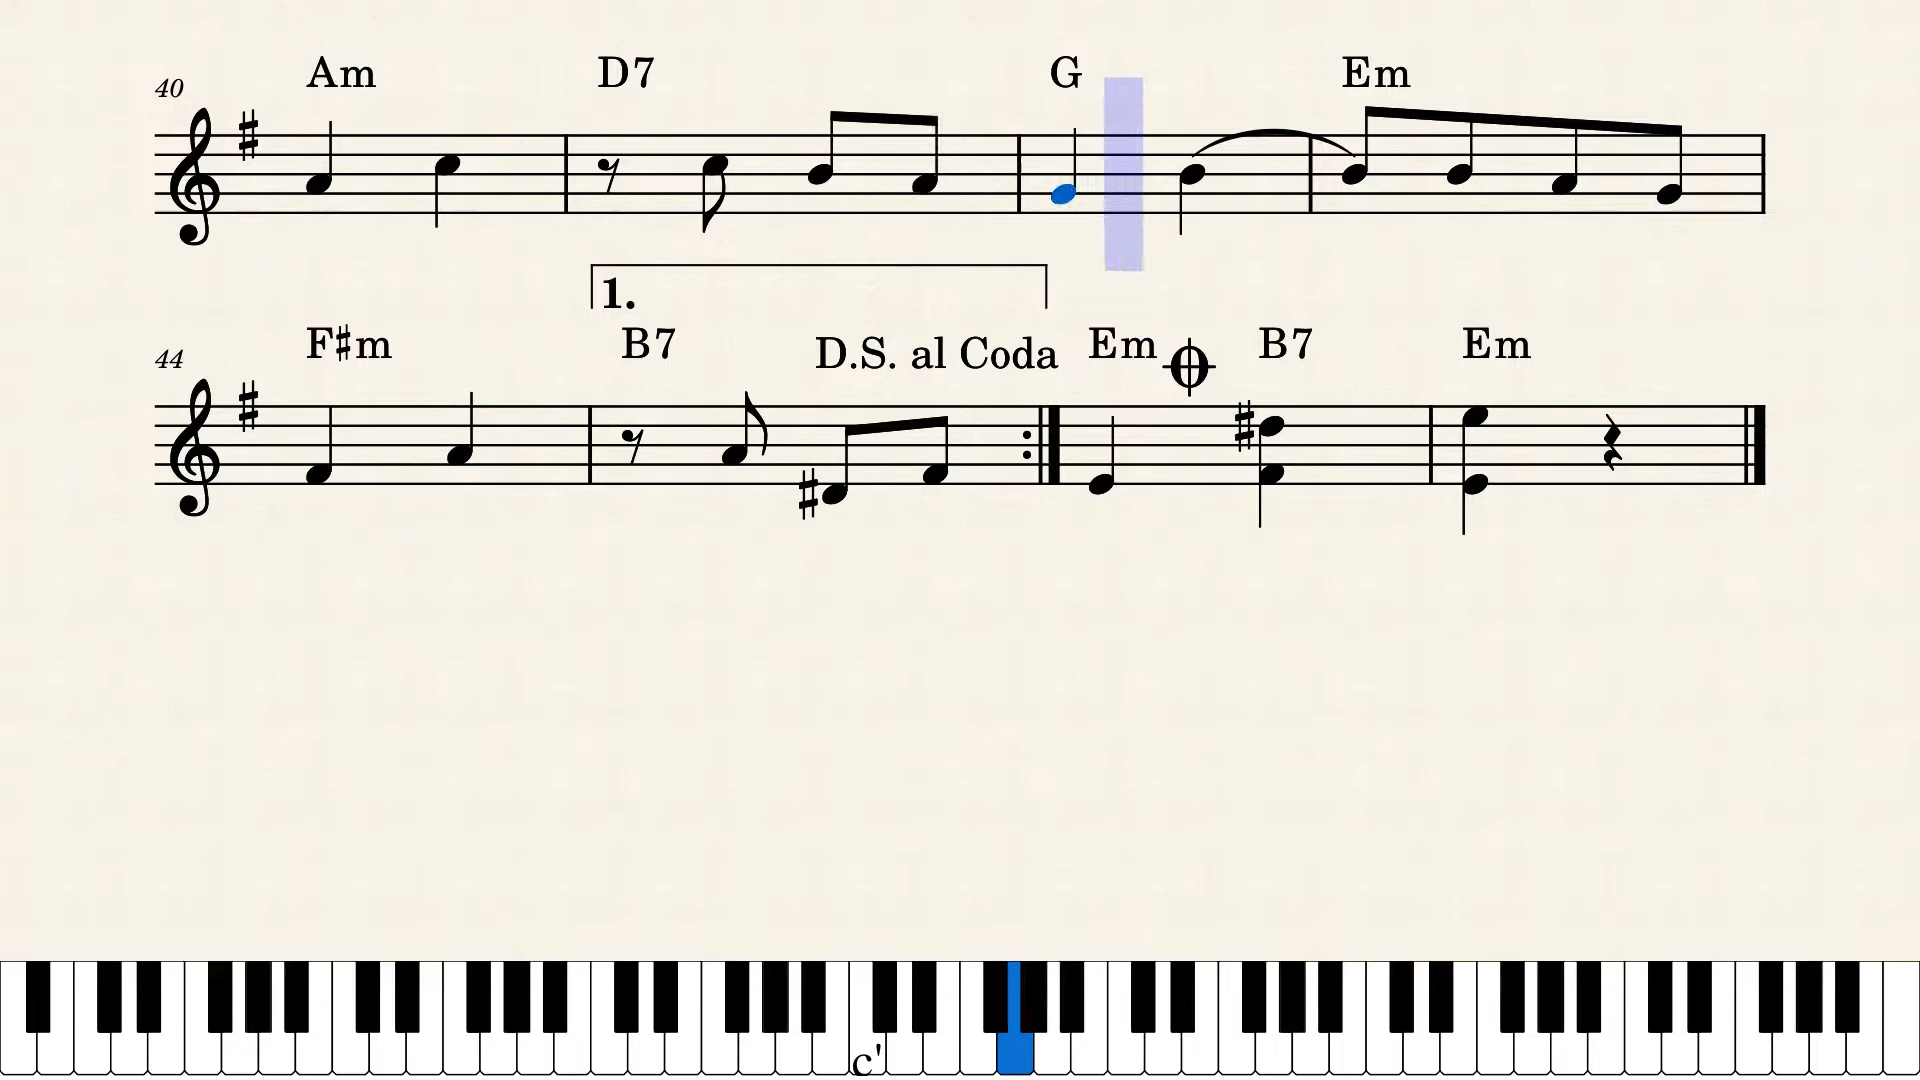 40 Am D7 G Em
1.
44 F♯m B7 D.S. al Coda Em B7 Em
c'